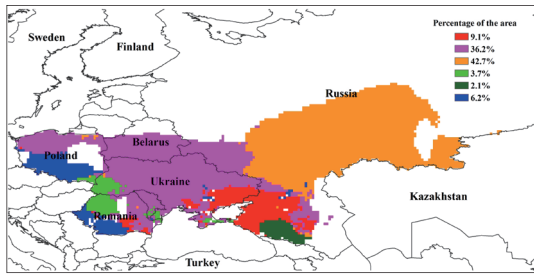 Percentage of the area
9.1%
36.2%
42.7%
3.7%
2.1%
6.2%
Sweden
Finland
Russia
Belarus
Poland
Ukraine
Kazakhstan
Romania
Turkey